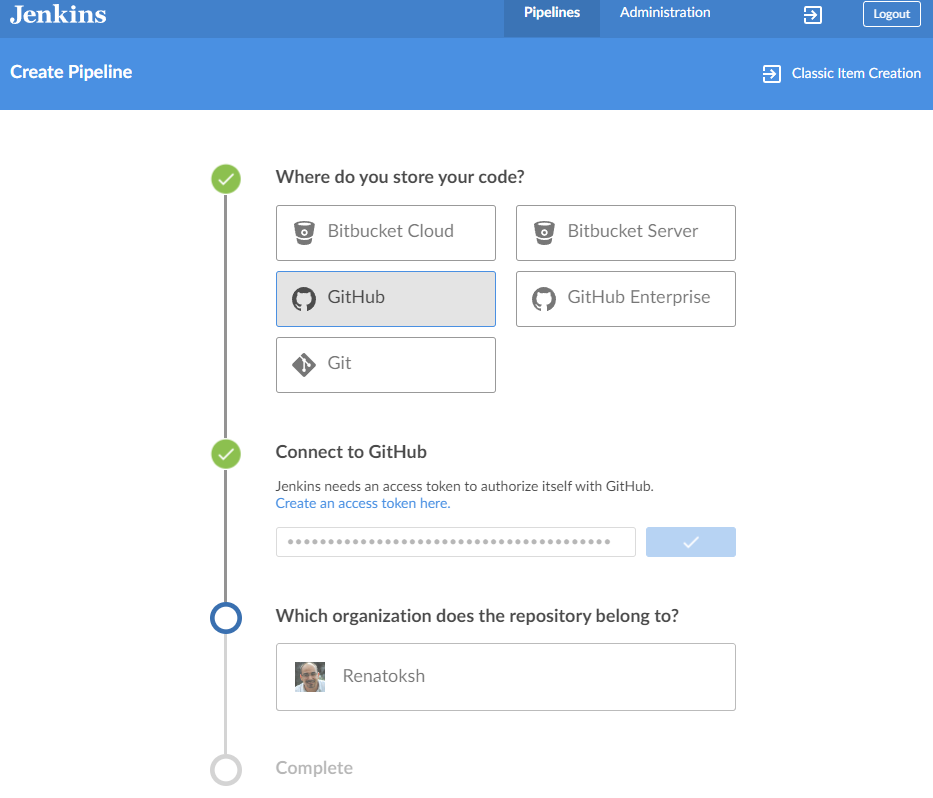 Jenkins
Pipelines
Administration
Logout
Create Pipeline
Classic Item Creation
Where do you store your code?
Bitbucket Cloud
Bitbucket Server
GitHub
GitHub Enterprise
Git
Connect to GitHub
Jenkins needs an access token to authorize itself with GitHub.
Create an access token here.
Which organization does the repository belong to?
Renatoksh
Complete